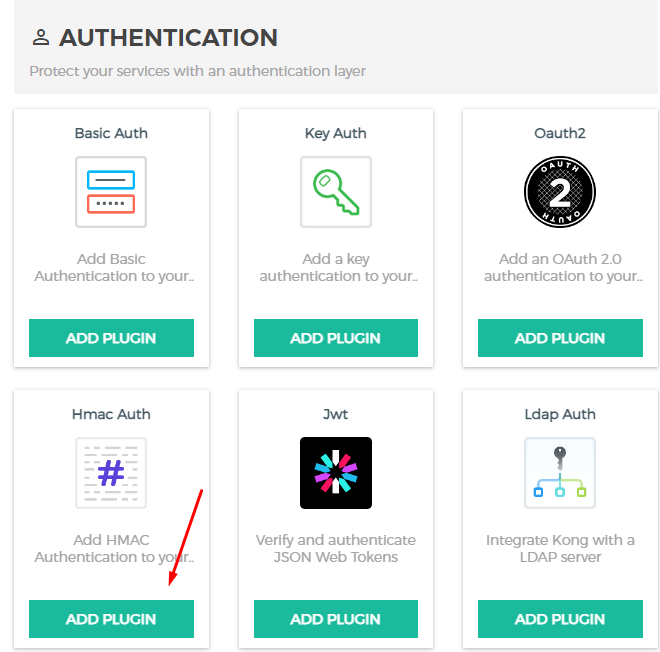 AUTHENTICATION
Protect your services with an authentication layer
Basic Auth
Add Basic
Authentication to your..
ADD PLUGIN
Key Auth
Add a key
authentication to your..
ADD PLUGIN
Oauth2
OAUTH
2
OAUTH
Add an OAuth 2.0
authentication to your..
ADD PLUGIN
Hmac Auth
#
Add HMAC
Authentication to your..
ADD PLUGIN
Jwt
Verify and authenticate
JSON Web Tokens
ADD PLUGIN
Ldap Auth
Integrate Kong with a
LDAP server
ADD PLUGIN